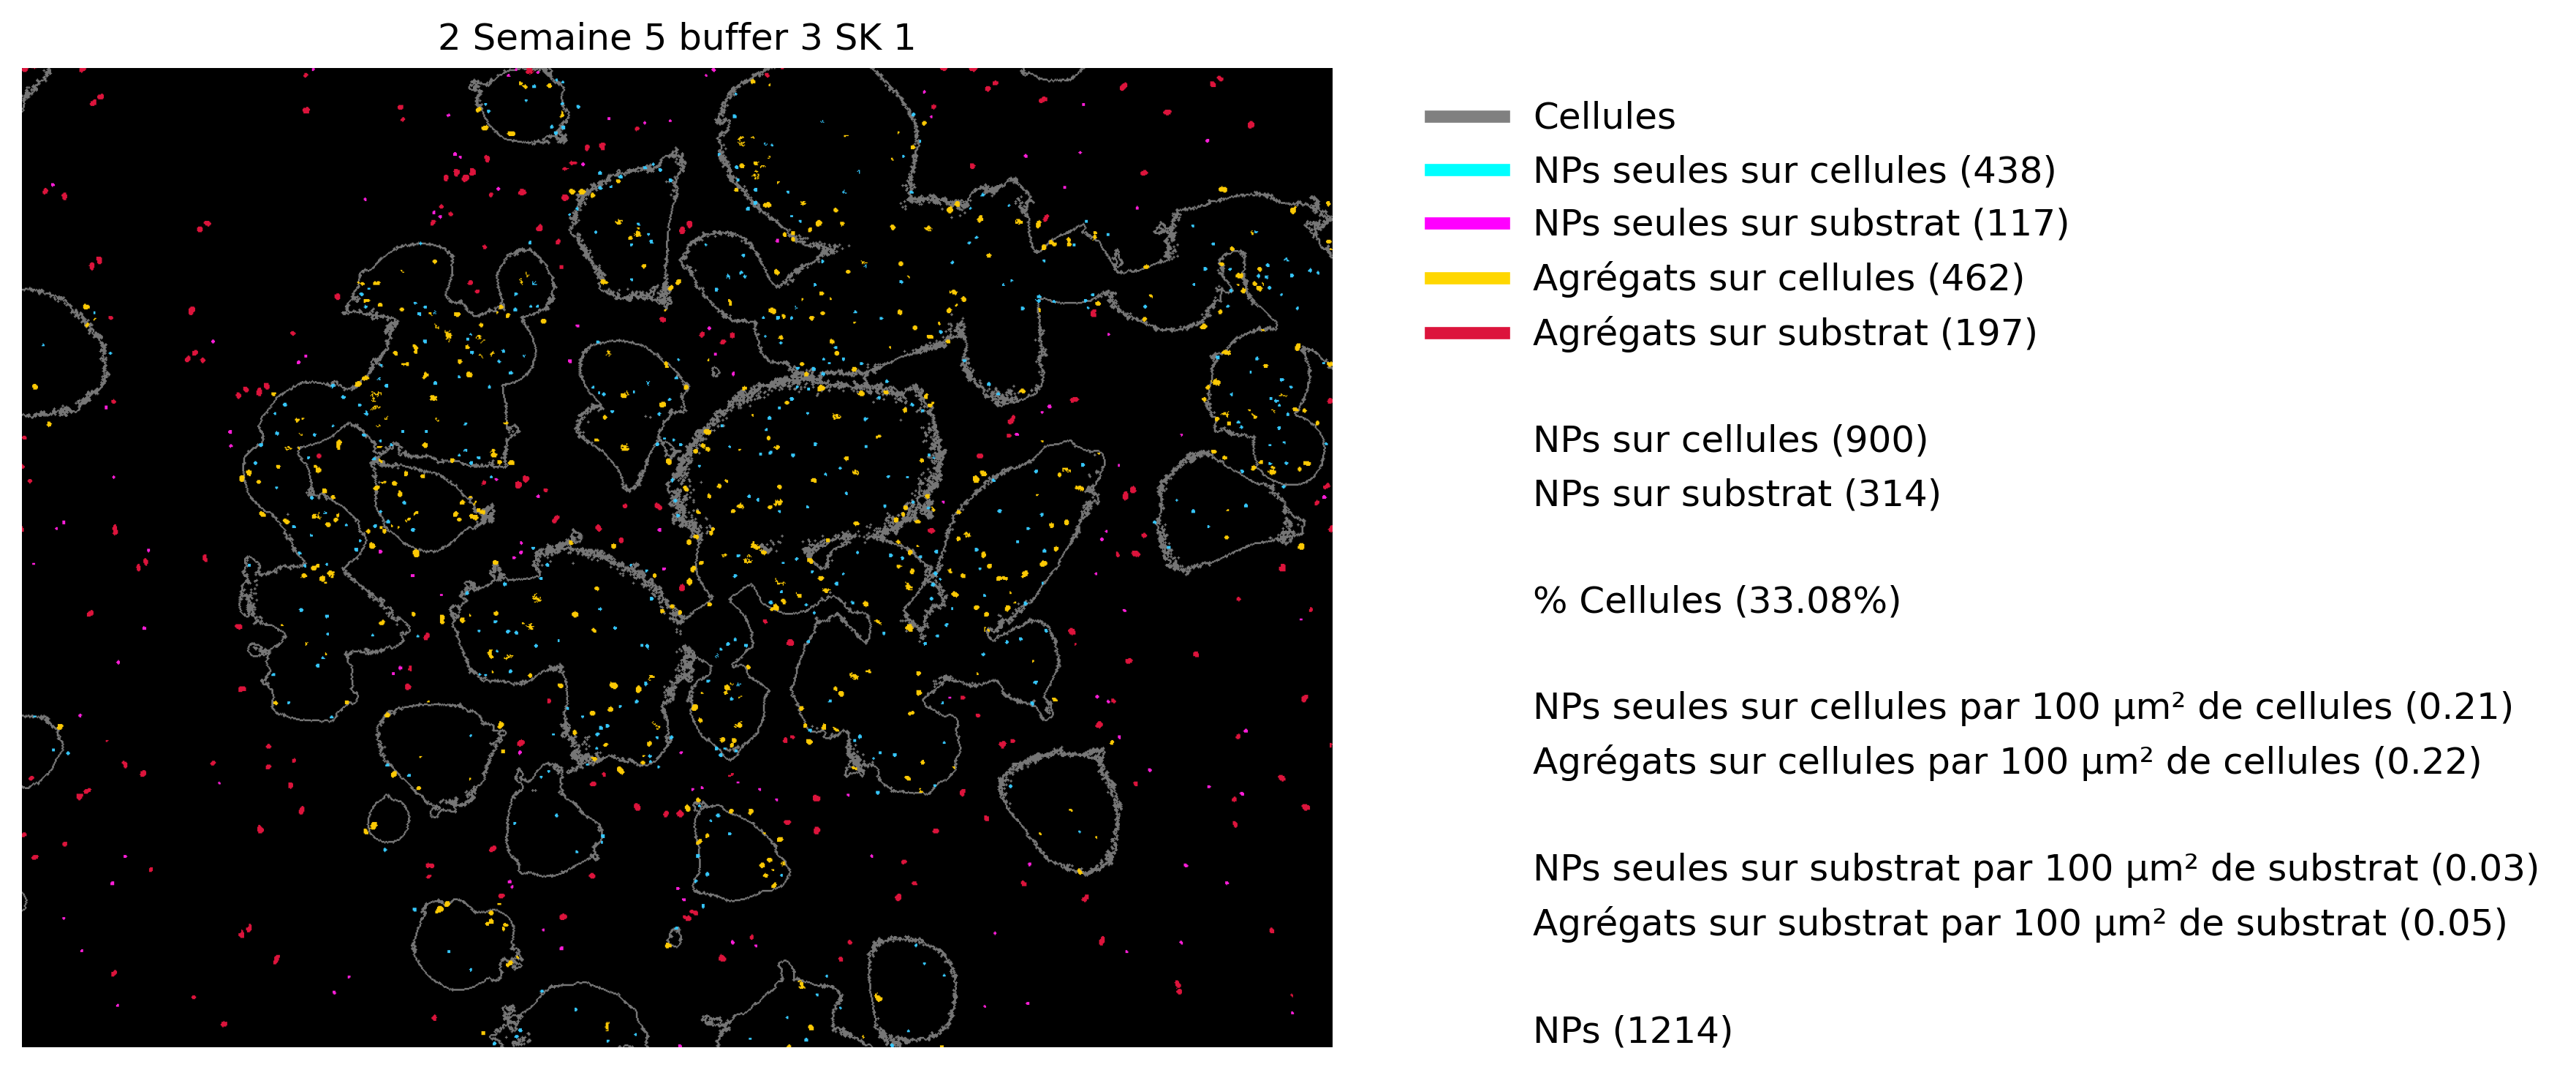 2 Semaine 5 buffer 3 SK 1
Cellules
NPs seules sur cellules (438)
NPs seules sur substrat (117)
Agrégats sur cellules (462)
Agrégats sur substrat (197)
NPs sur cellules (900)
NPs sur substrat (314)
% Cellules (33.08%)
NPs seules sur cellules par 100 µm² de cellules (0.21)
Agrégats sur cellules par 100 µm² de cellules (0.22)
NPs seules sur substrat par 100 µm² de substrat (0.03)
Agrégats sur substrat par 100 µm² de substrat (0.05)
NPs (1214)